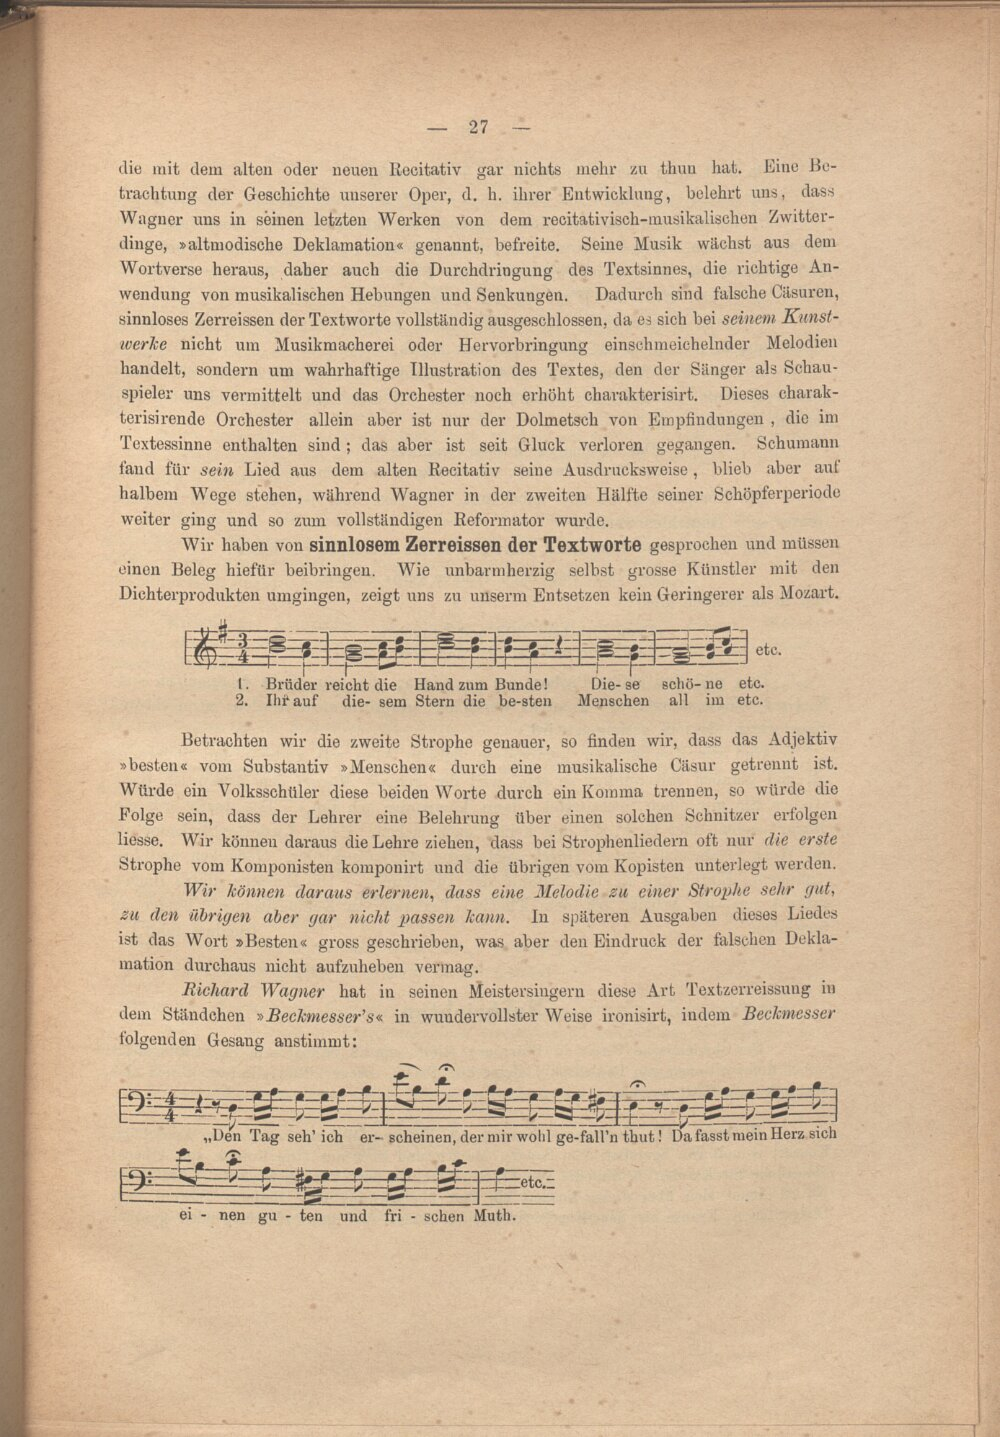 — 27 —
die mit dem alten oder neuen Recitativ gar nichts mehr zu thun hat. Eine Be-
trachtung der Geschichte unserer Oper, d. h. ihrer Entwicklung, belehrt uns, dass
Wagner uns in seinen letzten Werken von dem recitativisch-musikalischen Zwitter-
dinge, »altmodische Deklamation« genannt, befreite. Seine Musik wächst aus dem
Wortverse heraus, daher auch die Durchdringung des Textsinnes, die richtige An-
wendung von musikalischen Hebungen und Senkungen. Dadurch sind falsche Cäsuren,
sinnloses Zerreissen der Textworte vollständig ausgeschlossen, da es sich bei seinem Kunst-
werke nicht um Musikmacherei oder Hervorbringung einschmeichelnder Melodien
handelt, sondern um wahrhaftige Illustration des Textes, den der Sänger als Schau-
spieler uns vermittelt und das Orchester noch erhöht charakterisirt. Dieses charak-
terisirende Orchester allein aber ist nur der Dolmetsch von Empfindungen, die im
Textessinne enthalten sind; das aber ist seit Gluck verloren gegangen. Schumann
fand für sein Lied aus dem alten Recitativ seine Ausdrucksweise, blieb aber auf
halbem Wege stehen, während Wagner in der zweiten Hälfte seiner Schöpferperiode
weiter ging und so zum vollständigen Reformator wurde.
Wir haben von sinnlosem Zerreissen der Textworte gesprochen und müssen
einen Beleg hiefür beibringen. Wie unbarmherzig selbst grosse Künstler mit den
Dichterprodukten umgingen, zeigt uns zu unserm Entsetzen kein Geringerer als Mozart.
3
4
etc.
1. Brüder reicht die Hand zum Bunde! Die- se schö- ne etc.
2. Ihr auf die- sem Stern die be-sten Menschen all im etc.
Betrachten wir die zweite Strophe genauer, so finden wir, dass das Adjektiv
»besten« vom Substantiv »Menschen« durch eine musikalische Cäsur getrennt ist.
Würde ein Volksschüler diese beiden Worte durch ein Komma trennen, so würde die
Folge sein, dass der Lehrer eine Belehrung über einen solchen Schnitzer erfolgen
liesse. Wir können daraus die Lehre ziehen, dass bei Strophenliedern oft nur die erste
Strophe vom Komponisten komponirt und die übrigen vom Kopisten unterlegt werden.
Wir können daraus erlernen, dass eine Melodie zu einer Strophe sehr gut,
zu den übrigen aber gar nicht passen kann. In späteren Ausgaben dieses Liedes
ist das Wort »Besten« gross geschrieben, was aber den Eindruck der falschen Dekla-
mation durchaus nicht aufzuheben vermag.
Richard Wagner hat in seinen Meistersingern diese Art Textzerreissung in
dem Ständchen »Beckmesser's« in wundervollster Weise ironisirt, indem Beckmesser
folgenden Gesang anstimmt:
4
4
„Den Tag seh' ich er- scheinen, der mir wohl ge-fall'n thut! Da fasst mein Herz sich
etc.
ei - nen gu - ten und fri - schen Muth.